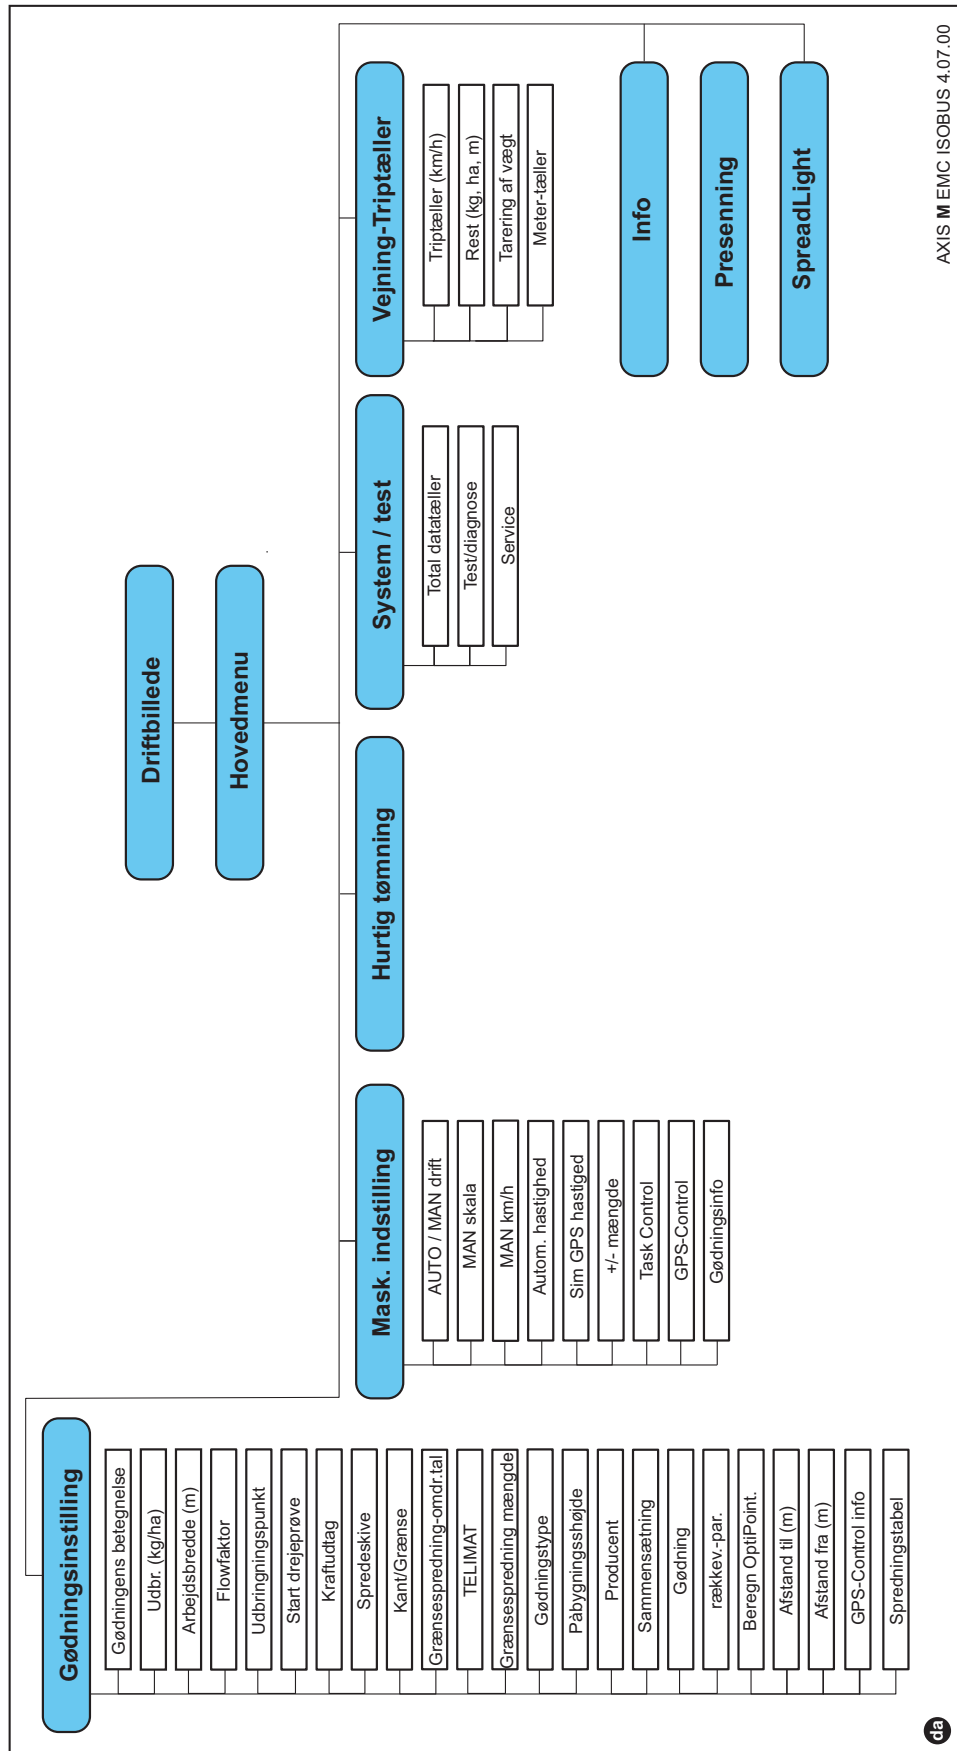 Driftbillede
Hovedmenu
Gødningsinstilling
Gødningens betegnelse
Udbr. (kg/ha)
Arbejdsbredde (m)
Flowfaktor
Udbringningspunkt
Start drejeprøve
Kraftudtag
Spredeskive
Kant/Grænse
Grænsespredning-omdr.tal
TELIMAT
Grænsespredning mængde
Gødningstype
Påbygningsshøjde
Producent
Sammensætning
Gødning
rækkev.-par.
Beregn OptiPoint.
Afstand til (m)
Afstand fra (m)
GPS-Control info
Spredningstabel
Mask. indstilling
AUTO / MAN drift
MAN skala
MAN km/h
Autom. hastighed
Sim GPS hastiged
+/- mængde
Task Control
GPS-Control
Gødningsinfo
Hurtig tømning
System / test
Total datatæller
Test/diagnose
Service
Vejning-Triptæller
Triptæller (km/h)
Rest (kg, ha, m)
Tarering af vægt
Meter-tæller
Info
Presenning
SpreadLight
da
AXIS M EMC ISOBUS 4.07.00